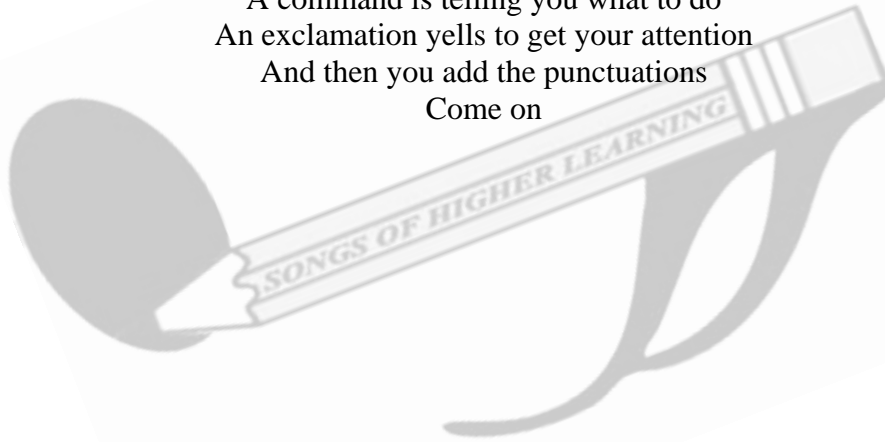 A command is telling you what to do
An exclamation yells to get your attention
And then you add the punctuations
Come on
SONGS OF HIGHER LEARNING